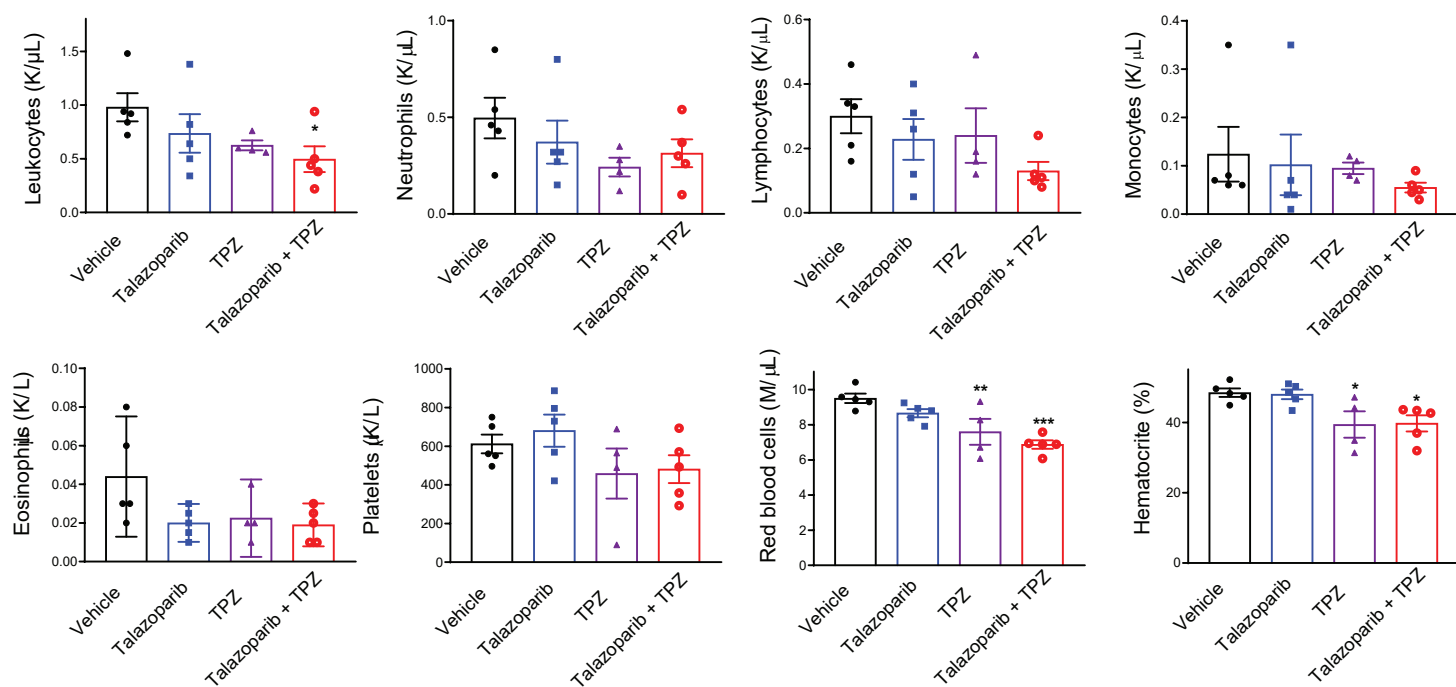 Leukocytes (K/µL)
1.5
1.0
0.5
0.0
*
Vehicle
Talazoparib
TPZ
Talazoparib + TPZ
Neutrophils (K/µL)
1.0
0.5
0.0
Vehicle
Talazoparib
TPZ
Talazoparib + TPZ
Lymphocytes (K/µL)
0.6
0.4
0.2
0.0
Vehicle
Talazoparib
TPZ
Talazoparib + TPZ
Monocytes (K/µL)
0.4
0.3
0.2
0.1
0.0
Vehicle
Talazoparib
TPZ
Talazoparib + TPZ
Eosinophils (K/L)
0.10
0.08
0.06
0.04
0.02
0.00
Vehicle
Talazoparib
TPZ
Talazoparib + TPZ
Platelets (K/L)
1000
800
600
400
200
0
Vehicle
Talazoparib
TPZ
Talazoparib + TPZ
Red blood cells (M/µL)
10
8
6
4
2
0
**
***
Vehicle
Talazoparib
TPZ
Talazoparib + TPZ
Hematocrite (%)
40
20
0
*
*
Vehicle
Talazoparib
TPZ
Talazoparib + TPZ